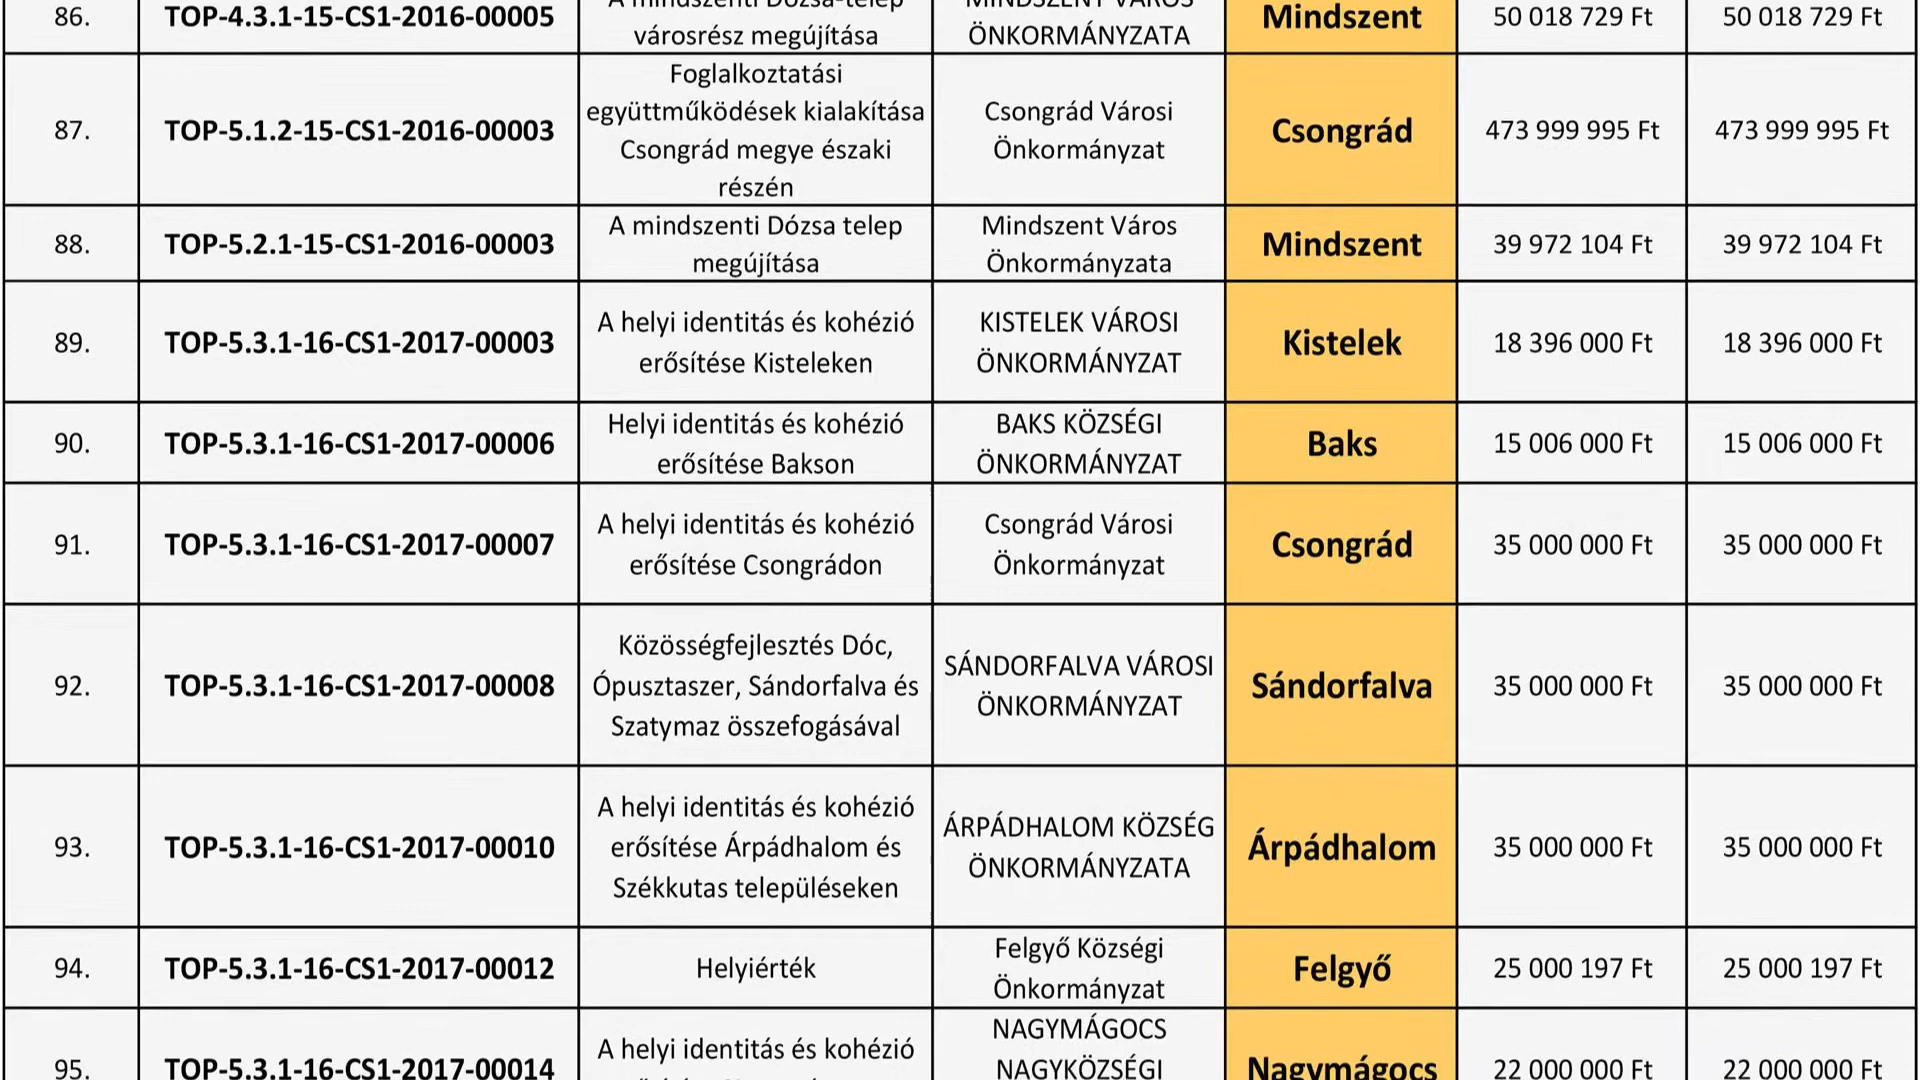 86. TOP-4.3.1-15-CS1-2016-00005 A mindszenti Dózsa-telep városrész megújítása MINDSZENT VÁROS ÖNKORMÁNYZATA Mindszent 50 018 729 Ft 50 018 729 Ft
87. TOP-5.1.2-15-CS1-2016-00003 Foglalkoztatási együttműködések kialakítása Csongrád megye északi részén Csongrád Városi Önkormányzat Csongrád 473 999 995 Ft 473 999 995 Ft
88. TOP-5.2.1-15-CS1-2016-00003 A mindszenti Dózsa telep megújítása Mindszent Város Önkormányzata Mindszent 39 972 104 Ft 39 972 104 Ft
89. TOP-5.3.1-16-CS1-2017-00003 A helyi identitás és kohézió erősítése Kisteleken KISTELEK VÁROSI ÖNKORMÁNYZAT Kistelek 18 396 000 Ft 18 396 000 Ft
90. TOP-5.3.1-16-CS1-2017-00006 Helyi identitás és kohézió erősítése Bakson BAKS KÖZSÉGI ÖNKORMÁNYZAT Baks 15 006 000 Ft 15 006 000 Ft
91. TOP-5.3.1-16-CS1-2017-00007 A helyi identitás és kohézió erősítése Csongrádon Csongrád Városi Önkormányzat Csongrád 35 000 000 Ft 35 000 000 Ft
92. TOP-5.3.1-16-CS1-2017-00008 Közösségfejlesztés Dóc, Ópusztaszer, Sándorfalva és Szatymaz összefogásával SÁNDORFALVA VÁROSI ÖNKORMÁNYZAT Sándorfalva 35 000 000 Ft 35 000 000 Ft
93. TOP-5.3.1-16-CS1-2017-00010 A helyi identitás és kohézió erősítése Árpádhalom és Székkutas településeken ÁRPÁDHALOM KÖZSÉG ÖNKORMÁNYZATA Árpádhalom 35 000 000 Ft 35 000 000 Ft
94. TOP-5.3.1-16-CS1-2017-00012 Helyiérték Felgyő Községi Önkormányzat Felgyő 25 000 197 Ft 25 000 197 Ft
95. TOP-5.3.1-16-CS1-2017-00014 A helyi identitás és kohézió NAGYMÁGOCS NAGYKÖZSÉGI Nagymágocs 22 000 000 Ft 22 000 000 Ft